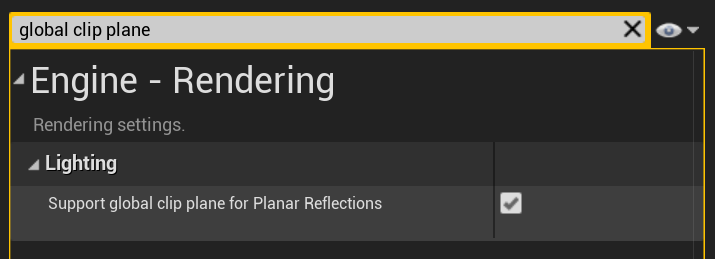 global clip plane
Engine - Rendering
Rendering settings.
Lighting
Support global clip plane for Planar Reflections